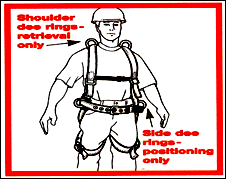 Shoulder
dee rings-
retrieval
only
Side dee
rings-
positioning
only